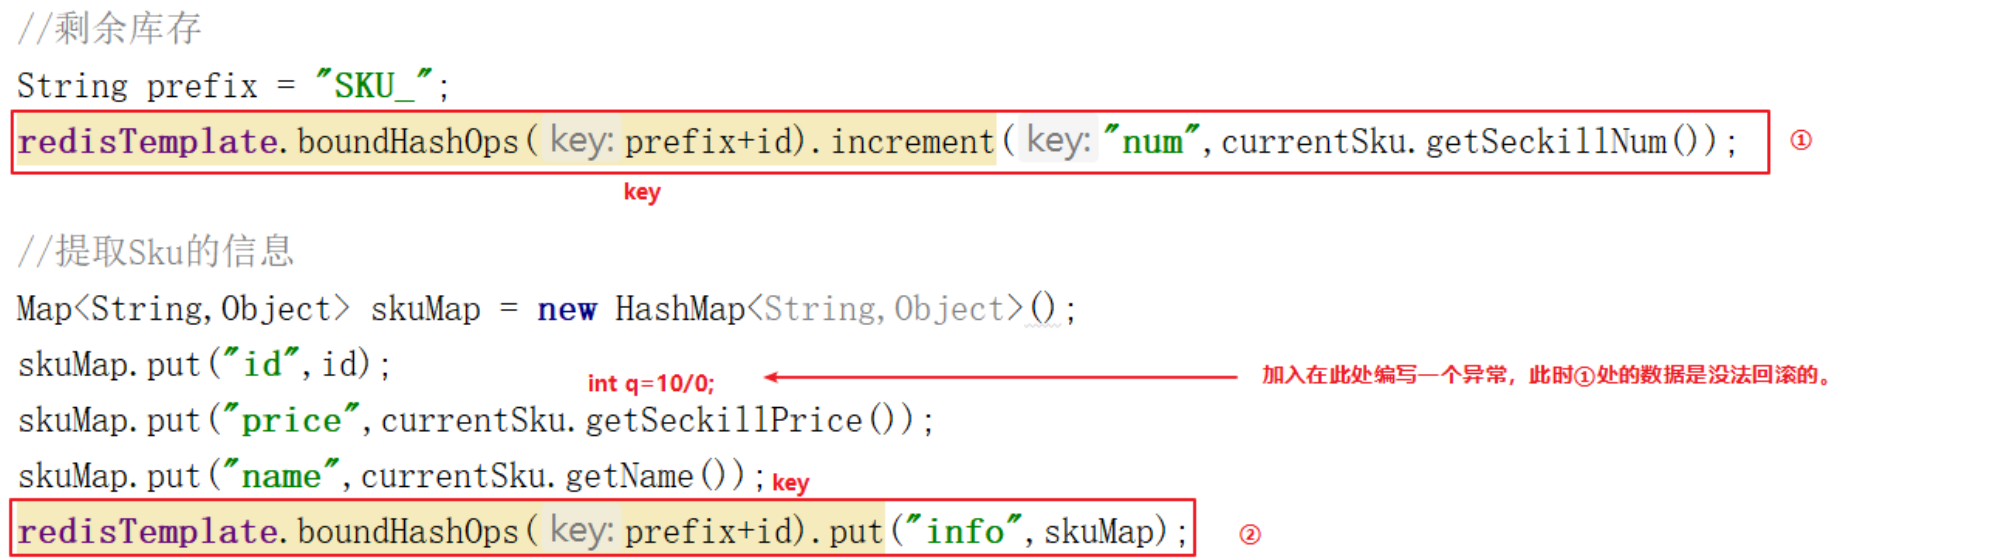 //剩余库存
String prefix = "SKU_";
redisTemplate.boundHashOps( key: prefix+id).increment( key: "num",currentSku.getSeckillNum()); ①
key
//提取Sku的信息
Map<String,Object> skuMap = new HashMap<String,Object>();
skuMap.put("id",id);
int q=10/0; 加入在此处编写一个异常，此时①处的数据是没法回滚的。
skuMap.put("price",currentSku.getSeckillPrice());
skuMap.put("name",currentSku.getName()); key
redisTemplate.boundHashOps( key: prefix+id).put("info",skuMap); ②